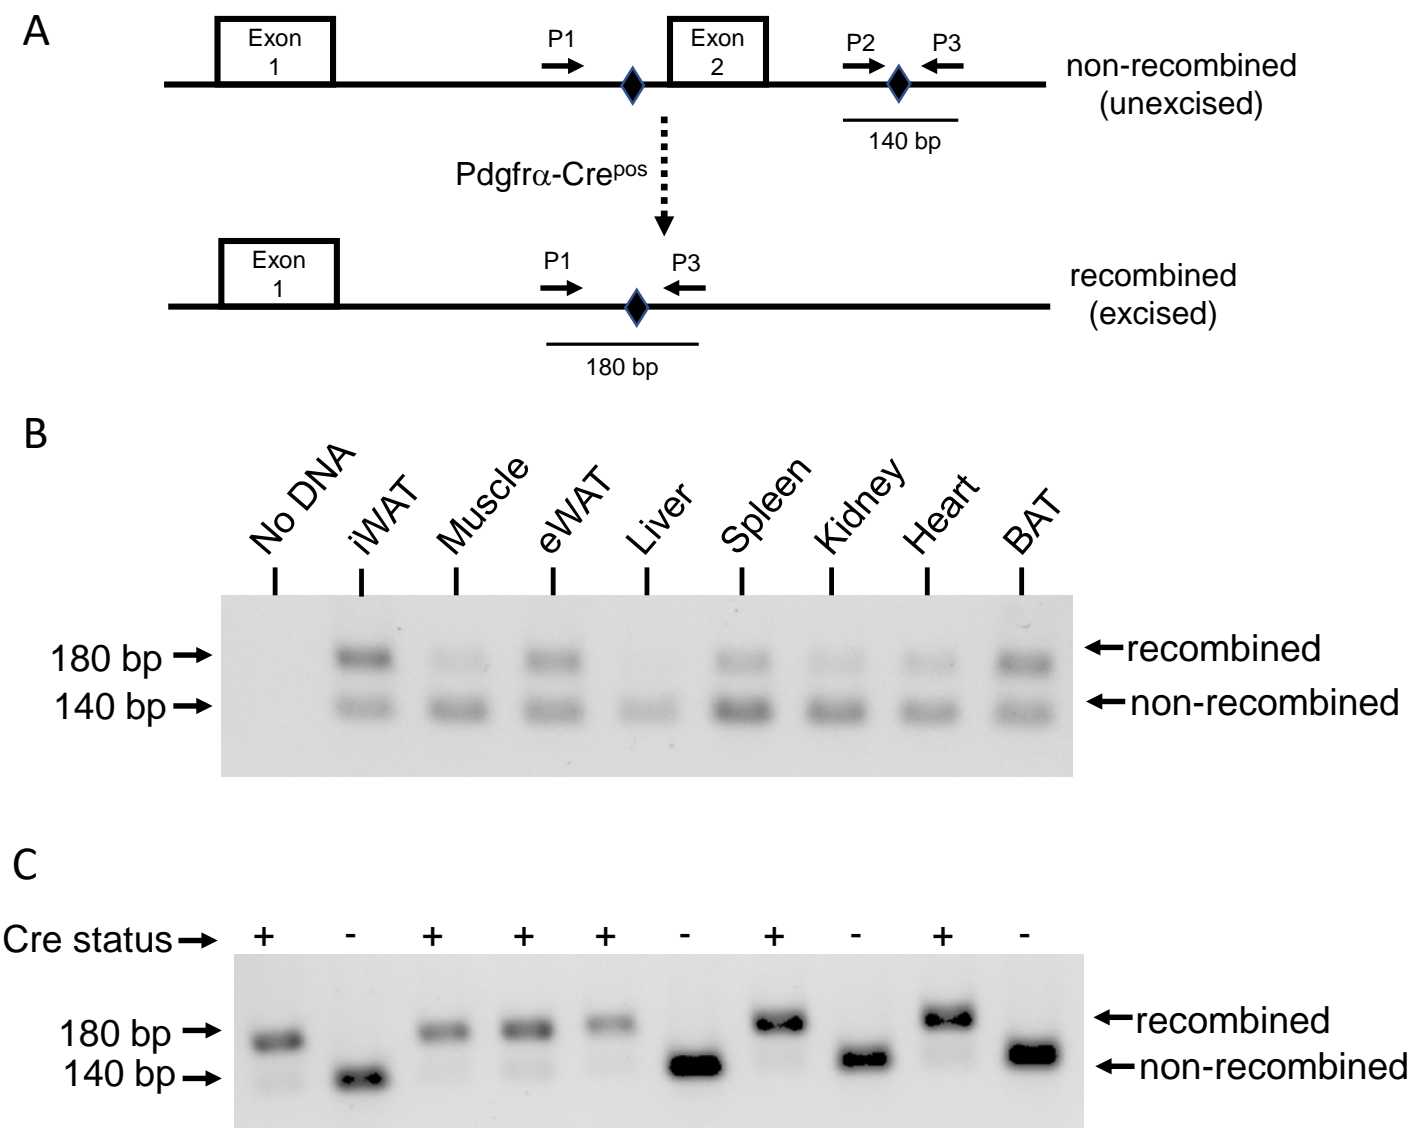 A
Exon
1
P1
Exon
2
P2
P3
non-recombined
(unexcised)
140 bp
Pdgfrα-Creᵖᵒˢ
Exon
1
P1
P3
recombined
(excised)
180 bp
B
No DNA
iWAT
Muscle
eWAT
Liver
Spleen
Kidney
Heart
BAT
180 bp
recombined
140 bp
non-recombined
C
Cre status + - + + + - + - + -
180 bp
recombined
140 bp
non-recombined